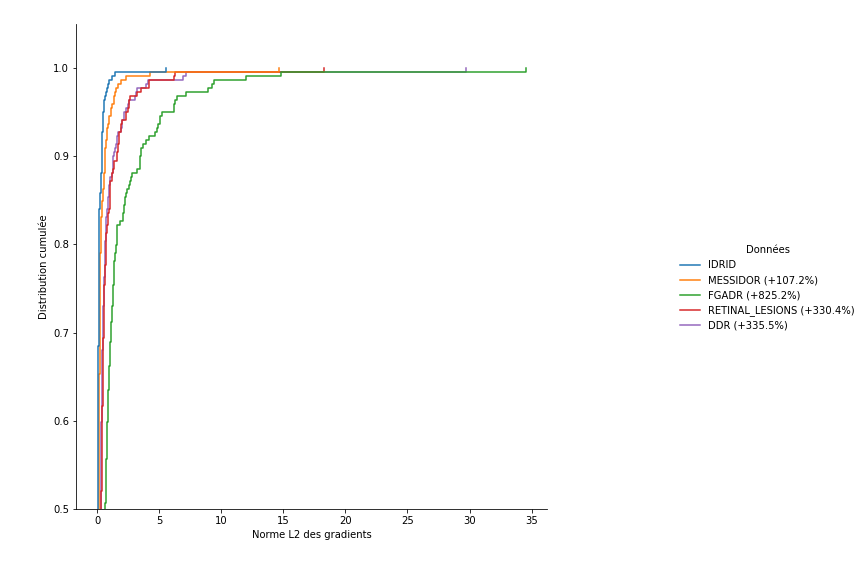 1.0
0.9
0.8
0.7
0.6
0.5
Distribution cumulée
0
5
10
15
20
25
30
35
Norme L2 des gradients
Données
IDRID
MESSIDOR (+107.2%)
FGADR (+825.2%)
RETINAL_LESIONS (+330.4%)
DDR (+335.5%)